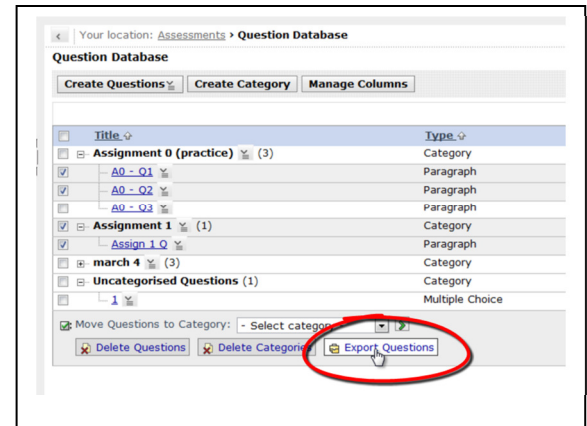 Your location: Assessments › Question Database
Question Database
Create Questions Create Category Manage Columns
Title Type
Assignment 0 (practice) (3) Category
A0 - Q1 Paragraph
A0 - Q2 Paragraph
A0 - Q3 Paragraph
Assignment 1 (1) Category
Assign 1 Q Paragraph
march 4 (3) Category
Uncategorised Questions (1) Category
1 Multiple Choice
Move Questions to Category: - Select category -
Delete Questions Delete Categories Export Questions